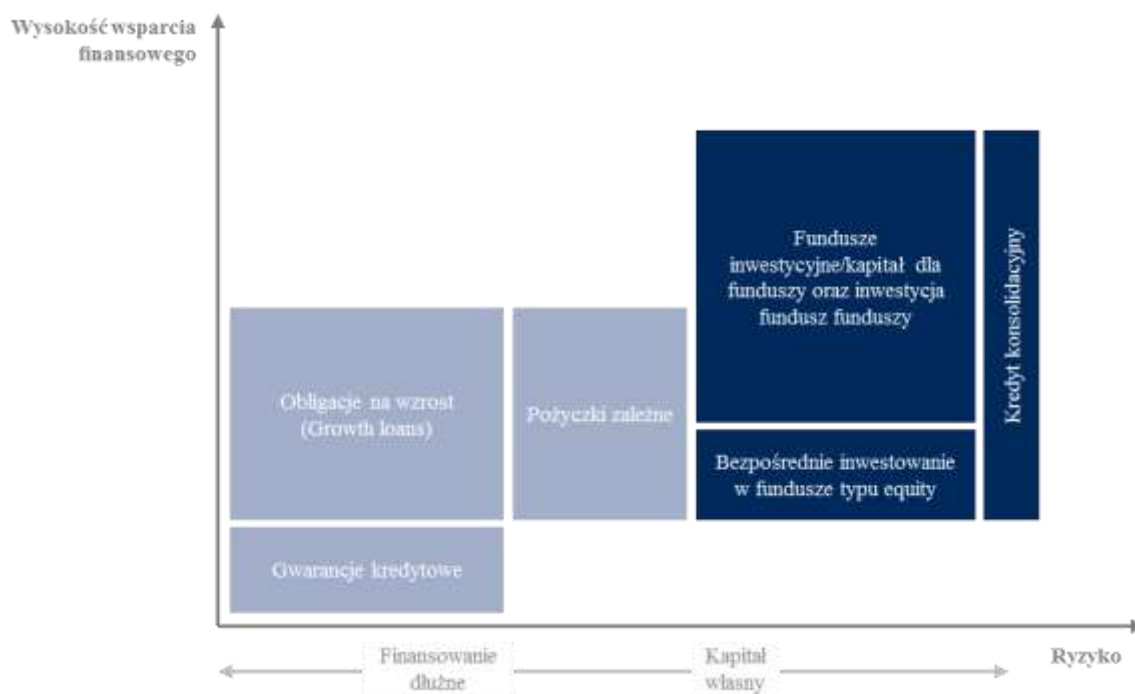 Wysokość wsparcia
finansowego
Fundusze
inwestycyjne/kapitał dla
funduszy oraz inwestycja
fundusz funduszy
Kredyt konsolidacyjny
Obligacje na wzrost
(Growth loans)
Pożyczki zależne
Bezpośrednie inwestowanie
w fundusze typu equity
Gwarancje kredytowe
Finansowanie
dłużne
Kapitał
własny
Ryzyko